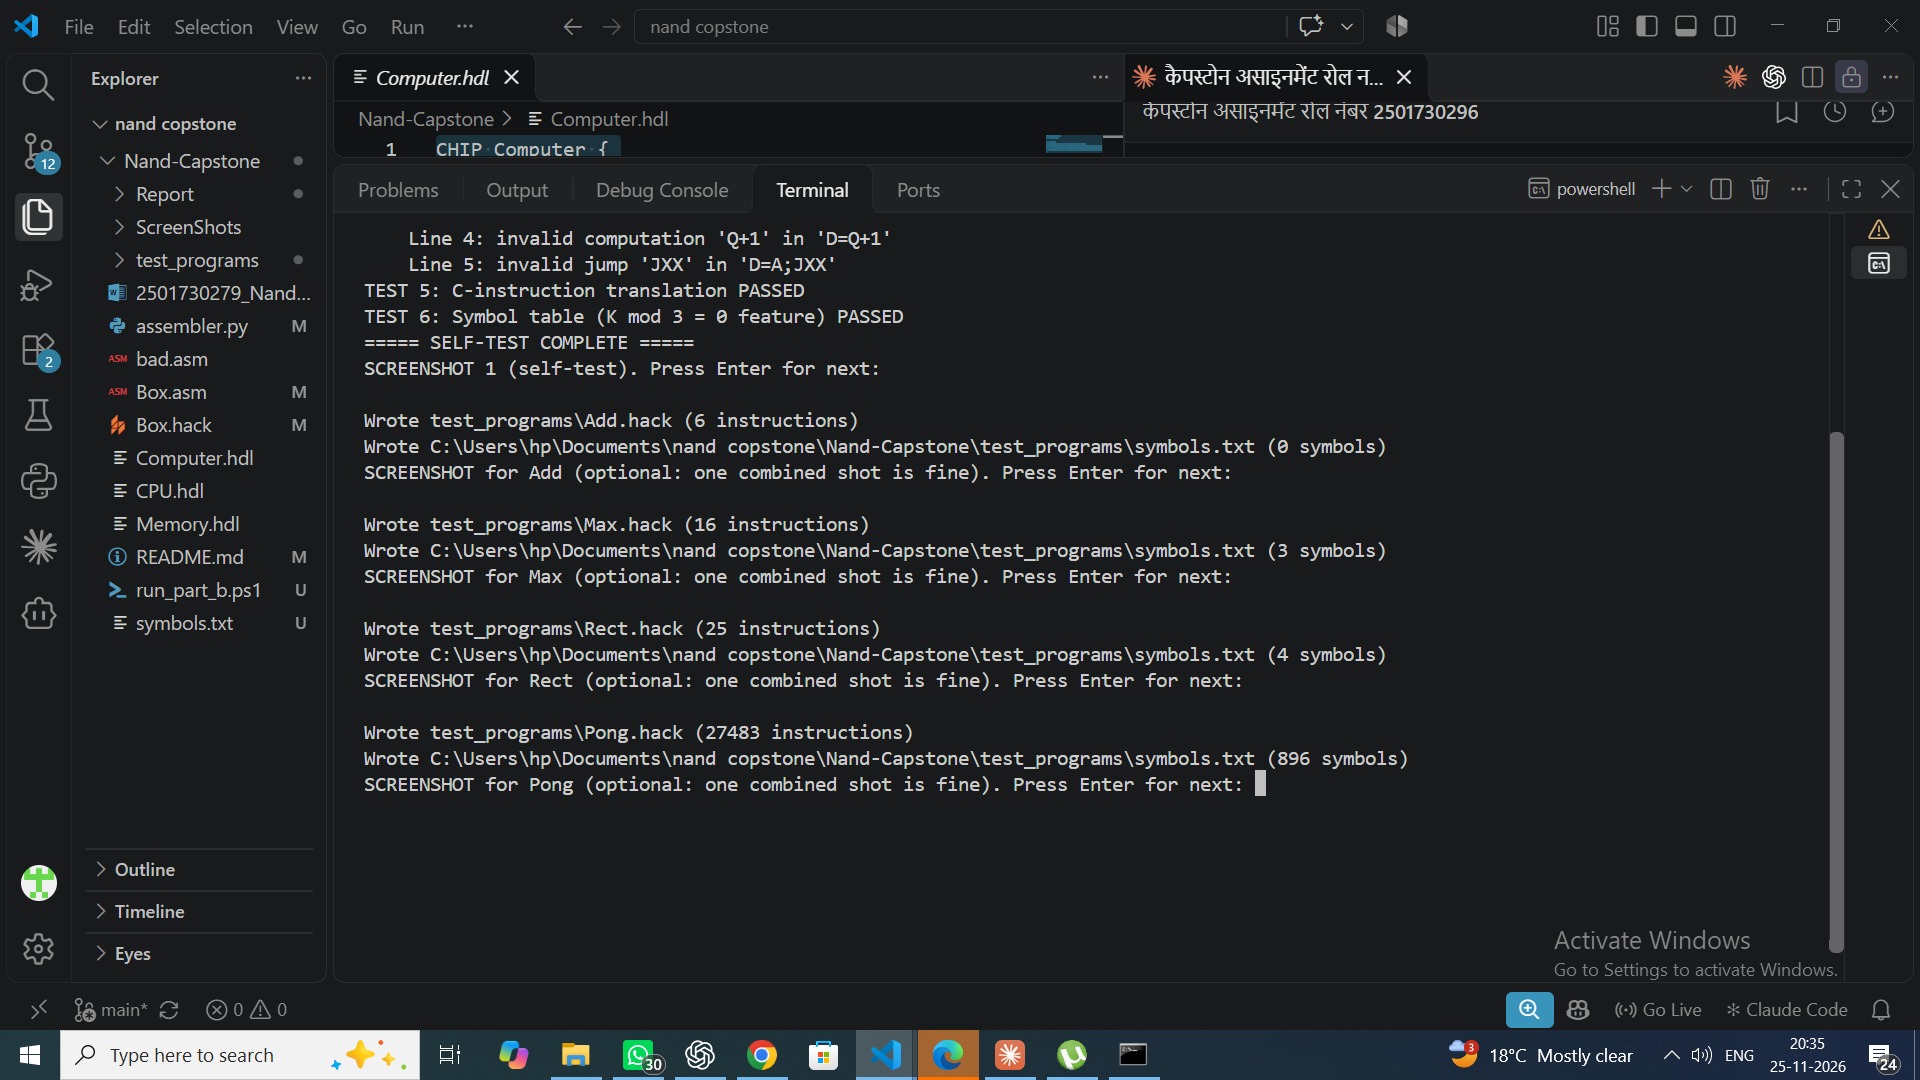 File Edit Selection View Go Run ···
nand capstone
Explorer
nand copstone
Nand-Capstone
Report
ScreenShots
test_programs
2501730279_Nand...
assembler.py M
bad.asm
Box.asm M
Box.hack M
Computer.hdl
CPU.hdl
Memory.hdl
README.md M
run_part_b.ps1 U
symbols.txt U
Outline
Timeline
Eyes
12
2
Computer.hdl
Nand-Capstone > Computer.hdl
1 CHIP Computer {
कैपस्टोन असाइनमेंट रोल न...
कैपस्टोन असाइनमेंट रोल नंबर 2501730296
Problems Output Debug Console Terminal Ports
powershell
Line 4: invalid computation 'Q+1' in 'D=Q+1'
Line 5: invalid jump 'JXX' in 'D=A;JXX'
TEST 5: C-instruction translation PASSED
TEST 6: Symbol table (K mod 3 = 0 feature) PASSED
===== SELF-TEST COMPLETE =====
SCREENSHOT 1 (self-test). Press Enter for next:
Wrote test_programs\Add.hack (6 instructions)
Wrote C:\Users\hp\Documents\nand copstone\Nand-Capstone\test_programs\symbols.txt (0 symbols)
SCREENSHOT for Add (optional: one combined shot is fine). Press Enter for next:
Wrote test_programs\Max.hack (16 instructions)
Wrote C:\Users\hp\Documents\nand copstone\Nand-Capstone\test_programs\symbols.txt (3 symbols)
SCREENSHOT for Max (optional: one combined shot is fine). Press Enter for next:
Wrote test_programs\Rect.hack (25 instructions)
Wrote C:\Users\hp\Documents\nand copstone\Nand-Capstone\test_programs\symbols.txt (4 symbols)
SCREENSHOT for Rect (optional: one combined shot is fine). Press Enter for next:
Wrote test_programs\Pong.hack (27483 instructions)
Wrote C:\Users\hp\Documents\nand copstone\Nand-Capstone\test_programs\symbols.txt (896 symbols)
SCREENSHOT for Pong (optional: one combined shot is fine). Press Enter for next:
Activate Windows
Go to Settings to activate Windows.
main* 0 0
Go Live Claude Code
Type here to search
30
18°C Mostly clear
ENG
20:35
25-11-2026
3
24